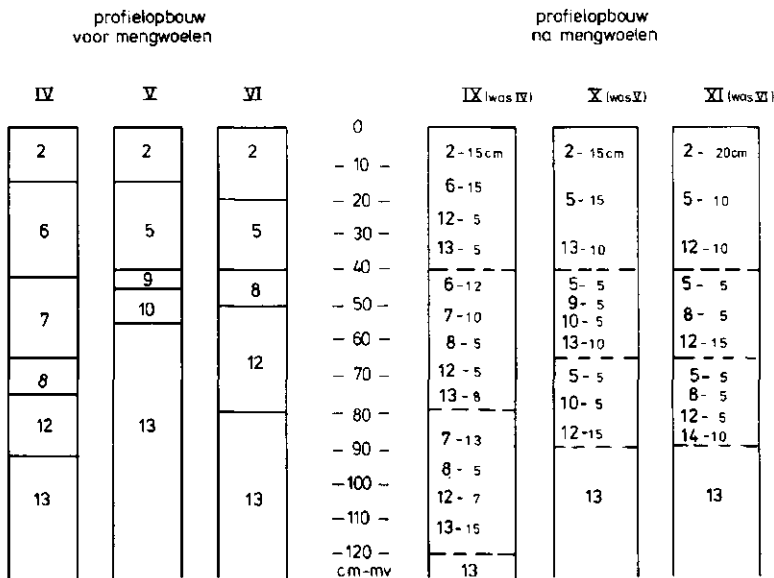 profielopbouw
voor mengwoelen
profielopbouw
na mengwoelen
IV
V
VI
IX (was IV)
X (was V)
XI (was VI)
2
6
7
8
12
13
2
5
9
10
13
2
5
8
12
13
0
– 10 –
– 20 –
– 30 –
– 40 –
– 50 –
– 60 –
– 70 –
– 80 –
– 90 –
–100 –
–110 –
–120 –
cm-mv
2 - 15cm
6 - 15
12 - 5
13 - 5
6 - 12
7 - 10
8 - 5
12 - 5
13 - 8
7 - 13
8 - 5
12 - 7
13 - 15
13
2 - 15cm
5 - 15
13 - 10
5 - 5
9 - 5
10 - 5
13 - 10
5 - 5
10 - 5
12 - 15
13
2 - 20cm
5 - 10
12 - 10
5 - 5
8 - 5
12 - 15
5 - 5
8 - 5
12 - 5
14 - 10
13